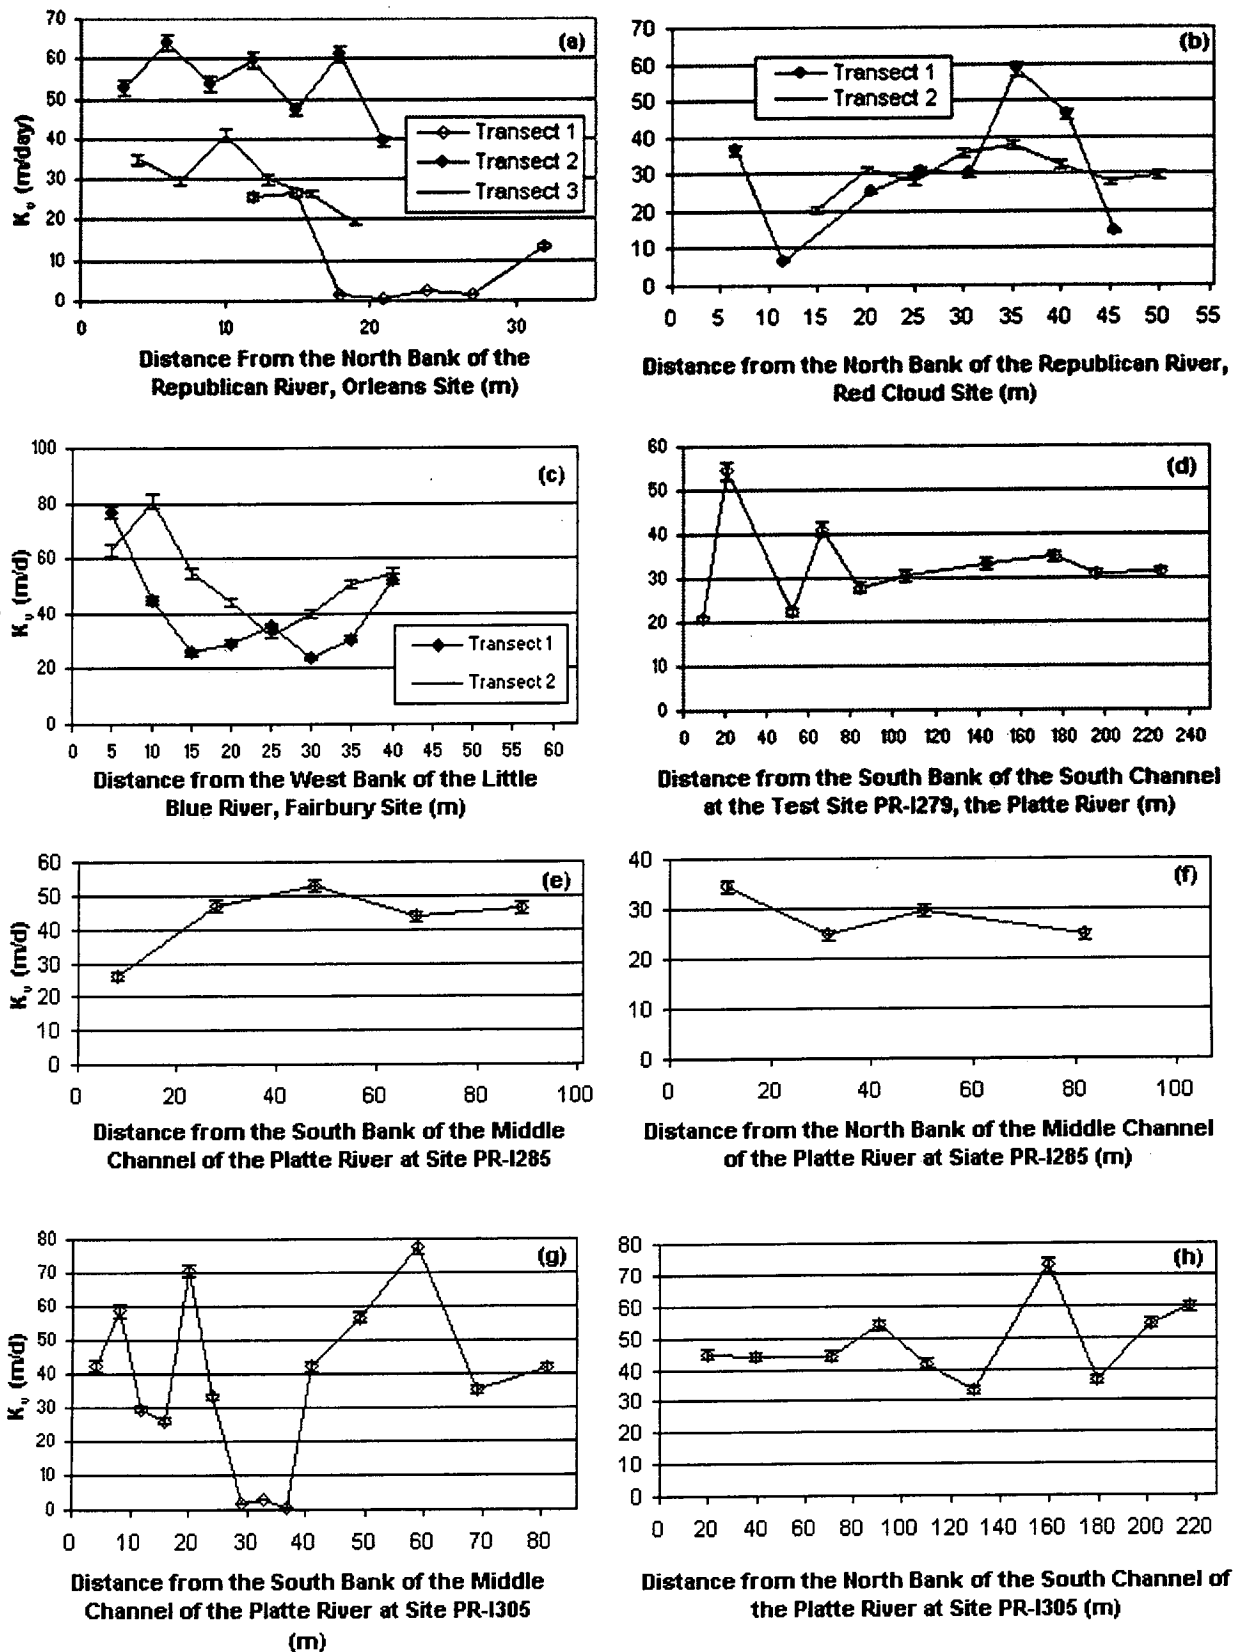 70
60
50
40
30
20
10
0
K_v (m/day)
(a)
Transect 1
Transect 2
Transect 3
0 10 20 30
Distance From the North Bank of the
Republican River, Orleans Site (m)
70
60
50
40
30
20
10
0
(b)
Transect 1
Transect 2
0 5 10 15 20 25 30 35 40 45 50 55
Distance from the North Bank of the Republican River,
Red Cloud Site (m)
100
80
60
40
20
0
K_v (m/d)
(c)
Transect 1
Transect 2
0 5 10 15 20 25 30 35 40 45 50 55 60
Distance from the West Bank of the Little
Blue River, Fairbury Site (m)
60
50
40
30
20
10
0
(d)
0 20 40 60 80 100 120 140 160 180 200 220 240
Distance from the South Bank of the South Channel
at the Test Site PR-I279, the Platte River (m)
60
50
40
30
20
10
0
K_v (m/d)
(e)
0 20 40 60 80 100
Distance from the South Bank of the Middle
Channel of the Platte River at Site PR-I285
40
30
20
10
0
(f)
0 20 40 60 80 100
Distance from the North Bank of the Middle Channel
of the Platte River at Siate PR-I285 (m)
80
70
60
50
40
30
20
10
0
K_v (m/d)
(g)
0 10 20 30 40 50 60 70 80
Distance from the South Bank of the Middle
Channel of the Platte River at Site PR-I305
(m)
80
70
60
50
40
30
20
10
0
(h)
0 20 40 60 80 100 120 140 160 180 200 220
Distance from the North Bank of the South Channel of
the Platte River at Site PR-I305 (m)